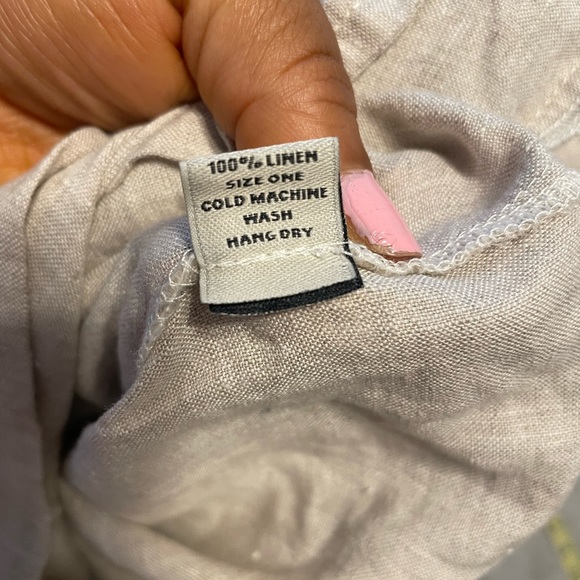 100% LINEN
SIZE ONE
COLD MACHINE
WASH
HANG DRY